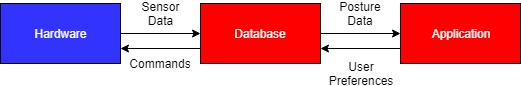 Sensor
Data
Posture
Data
Hardware
Database
Application
Commands
User
Preferences